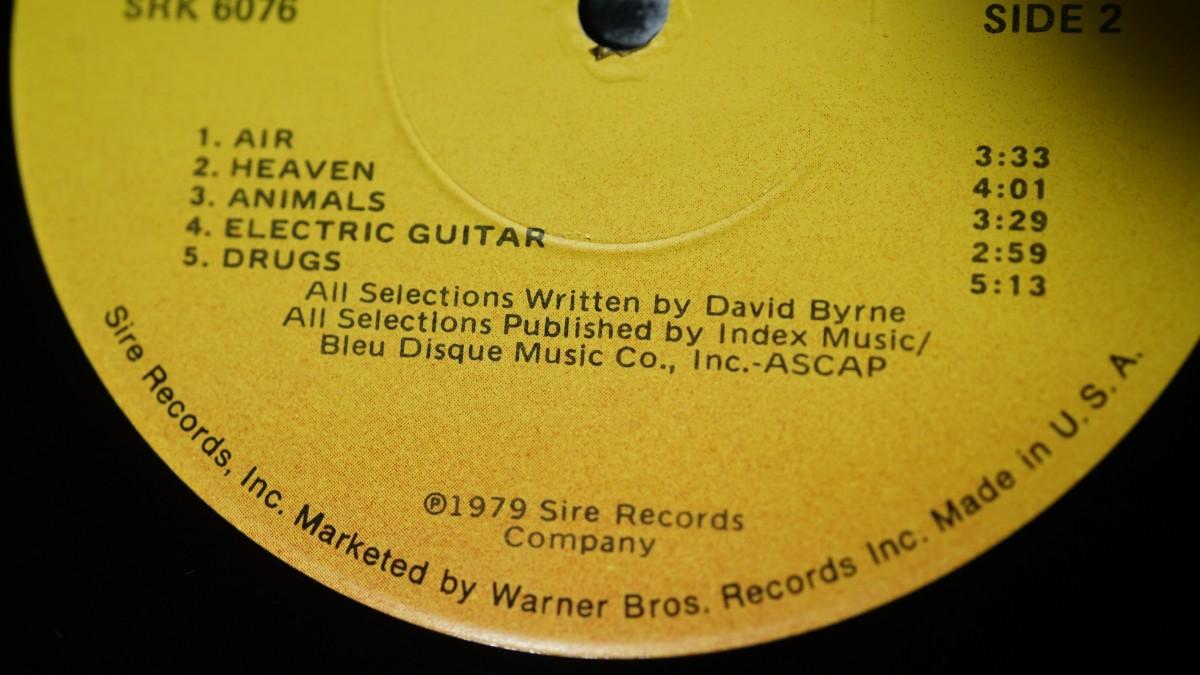 SRK 6076
SIDE 2
1. AIR 3:33
2. HEAVEN 4:01
3. ANIMALS 3:29
4. ELECTRIC GUITAR 2:59
5. DRUGS 5:13
All Selections Written by David Byrne
All Selections Published by Index Music/
Bleu Disque Music Co., Inc.-ASCAP
℗1979 Sire Records
Company
Sire Records, Inc. Marketed by Warner Bros. Records Inc. Made in U. S. A.